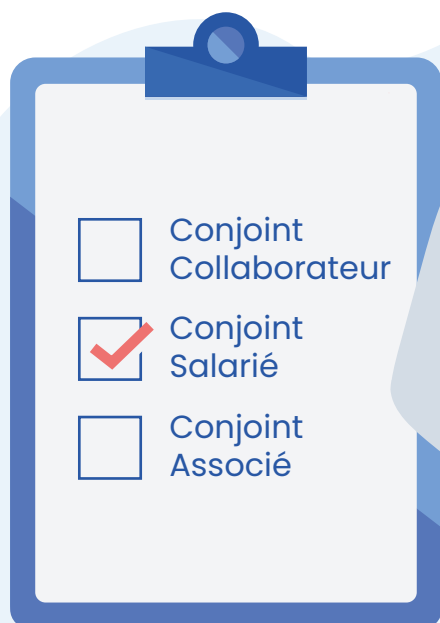 Conjoint
Collaborateur
Conjoint
Salarié
Conjoint
Associé